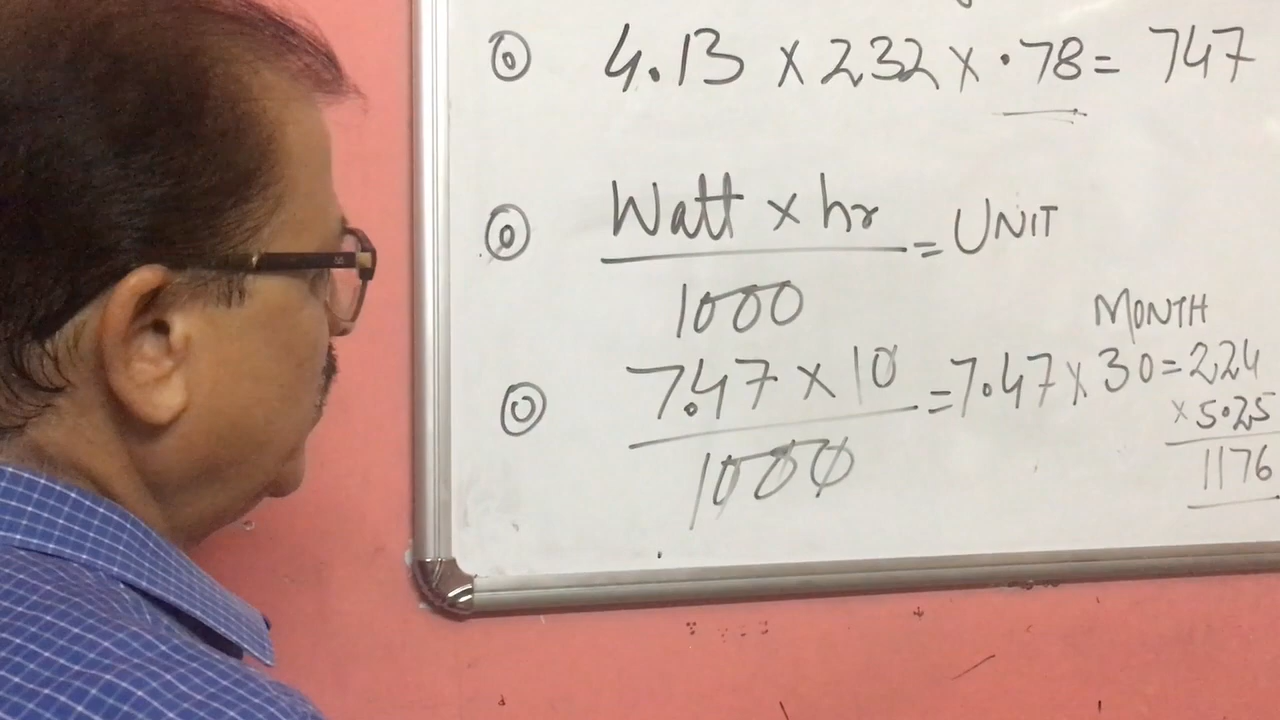 4.13 × 232 × .78 = 747
Watt × hr / 1000 = UNIT
MONTH
7.47 × 10 / 1000 = 7.47 × 30 = 224
× 5.25
1176